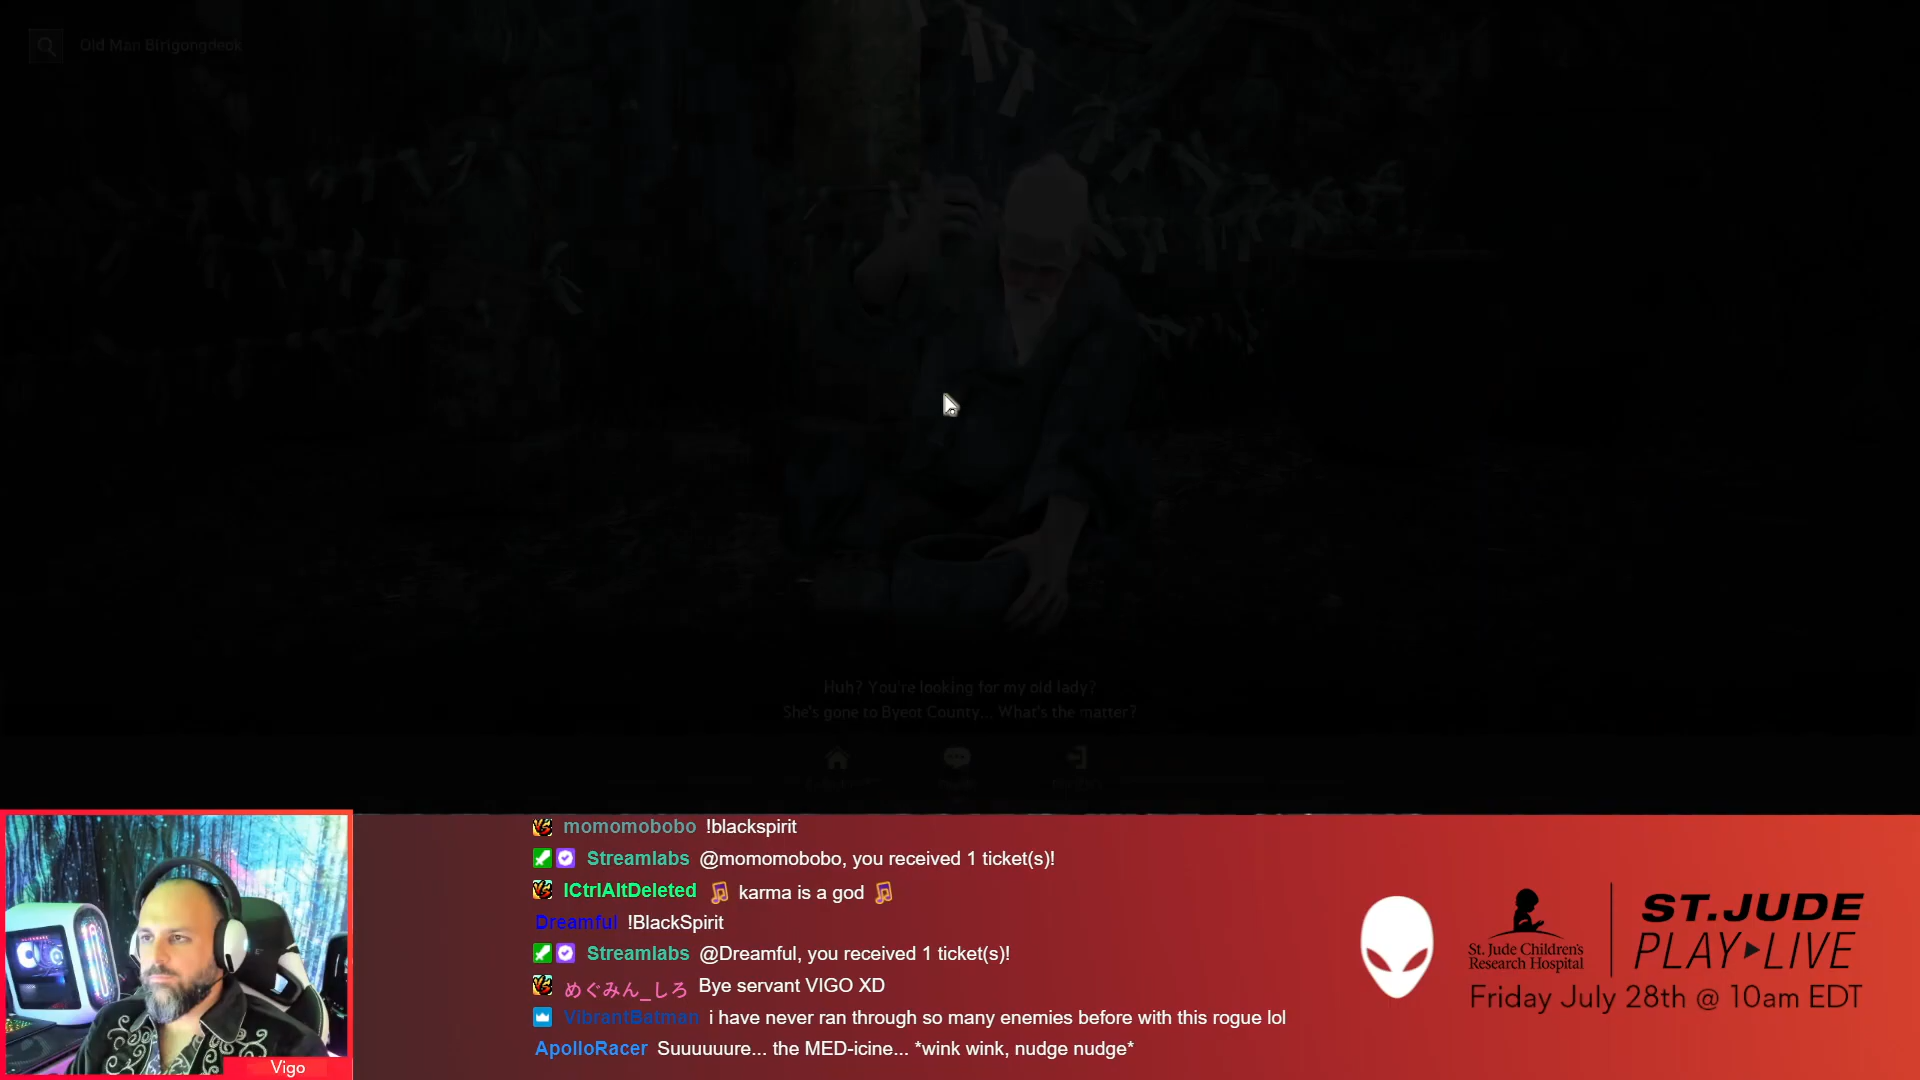 Old Man Birigongdeok
Huh? You're looking for my old lady?
She's gone to Byeot County... What's the matter?
momomobobo !blackspirit
Streamlabs @momomobobo, you received 1 ticket(s)!
ICtrlAltDeleted karma is a god
Dreamful !BlackSpirit
Streamlabs @Dreamful, you received 1 ticket(s)!
めぐみん_しろ Bye servant VIGO XD
VibrantBatman i have never ran through so many enemies before with this rogue lol
ApolloRacer Suuuuuure... the MED-icine... *wink wink, nudge nudge*
Vigo
St. Jude Children's
Research Hospital
ST.JUDE
PLAY LIVE
Friday July 28th @ 10am EDT